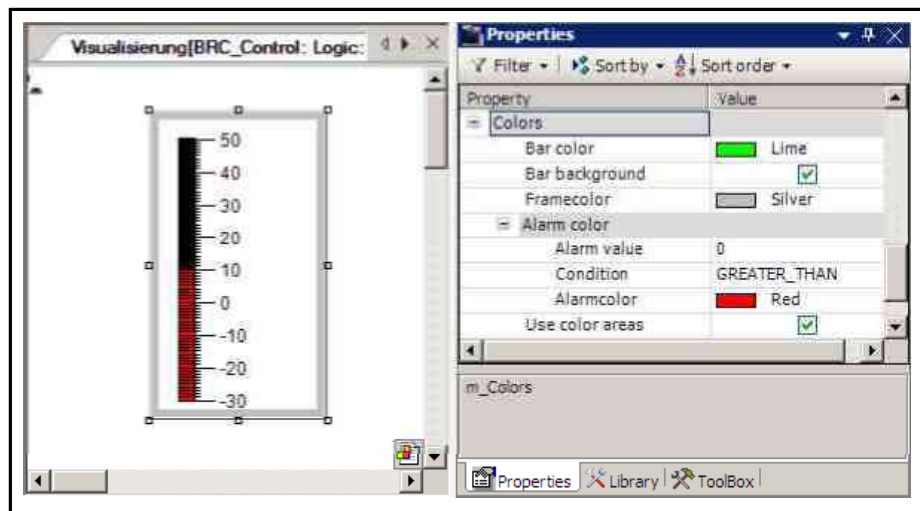 Visualisierung[BRC_Control: Logic:
50
40
30
20
10
0
-10
-20
-30
Properties
Filter Sort by Sort order
Property Value
Colors
Bar color Lime
Bar background
Framecolor Silver
Alarm color
Alarm value 0
Condition GREATER_THAN
Alarmcolor Red
Use color areas
m_Colors
Properties Library ToolBox